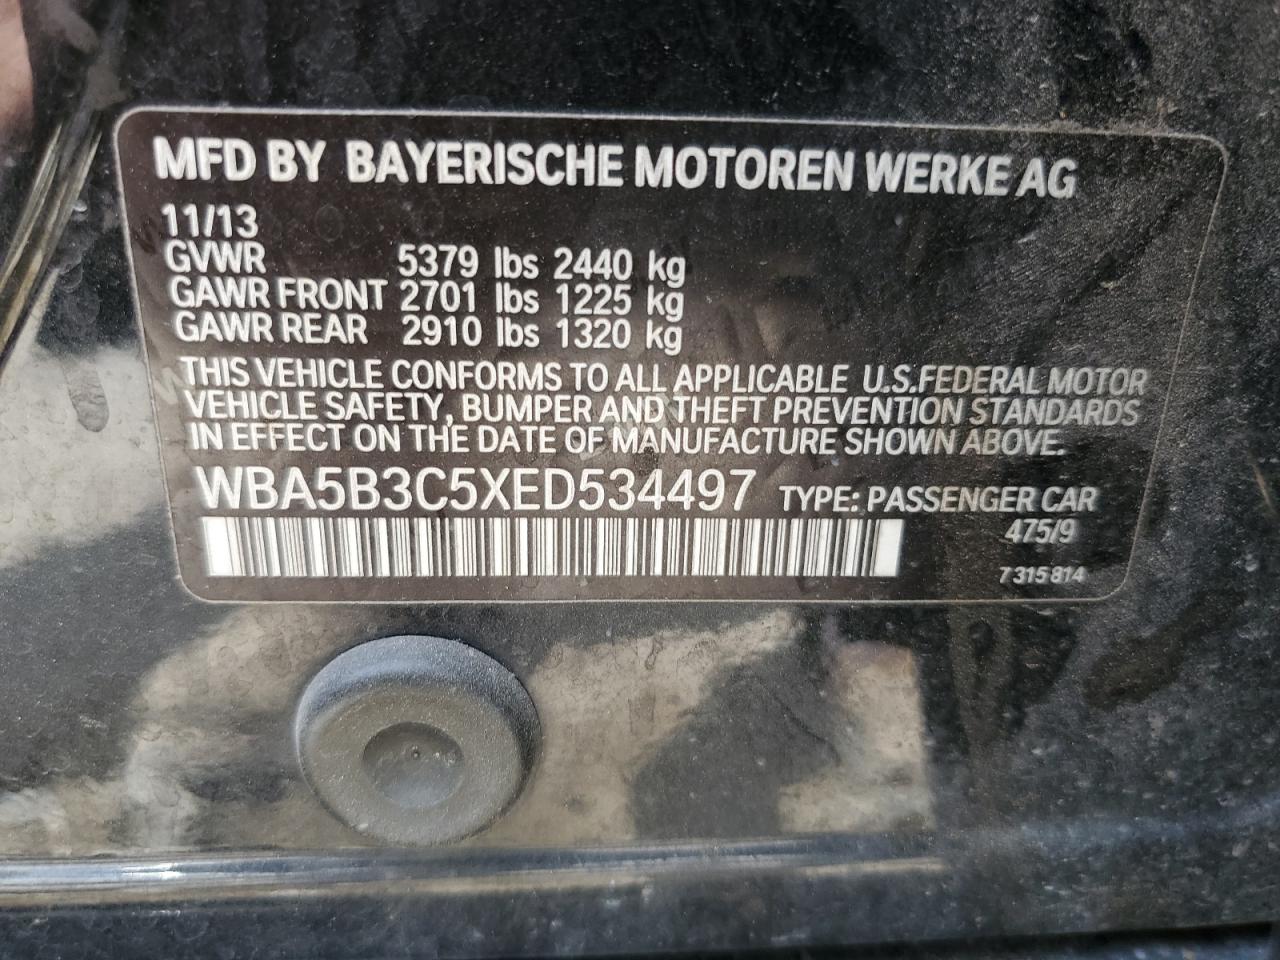 MFD BY BAYERISCHE MOTOREN WERKE AG
11/13
GVWR 5379 lbs 2440 kg
GAWR FRONT 2701 lbs 1225 kg
GAWR REAR 2910 lbs 1320 kg
THIS VEHICLE CONFORMS TO ALL APPLICABLE U.S.FEDERAL MOTOR
VEHICLE SAFETY, BUMPER AND THEFT PREVENTION STANDARDS
IN EFFECT ON THE DATE OF MANUFACTURE SHOWN ABOVE.
WBA5B3C5XED534497 TYPE: PASSENGER CAR
475/9
7 315 814